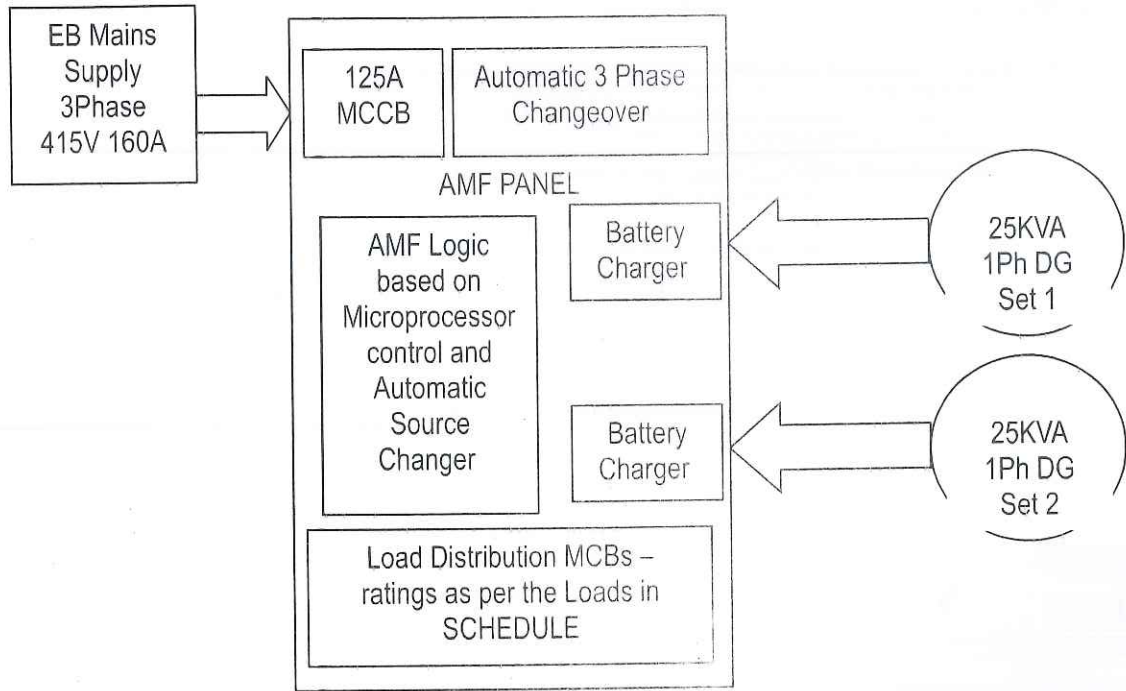 EB Mains
Supply
3Phase
415V 160A
125A
MCCB
Automatic 3 Phase
Changeover
AMF PANEL
AMF Logic
based on
Microprocessor
control and
Automatic
Source
Changer
Battery
Charger
25KVA
1Ph DG
Set 1
Battery
Charger
25KVA
1Ph DG
Set 2
Load Distribution MCBs –
ratings as per the Loads in
SCHEDULE